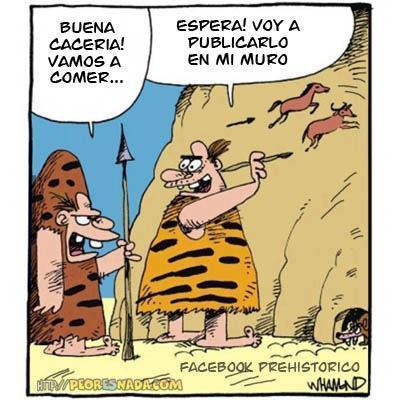 BUENA
CACERIA!
VAMOS A
COMER...
ESPERA! VOY A
PUBLICARLO
EN MI MURO
FACEBOOK PREHISTORICO
HTTP://PEORESNADA.COM
WHAMOND